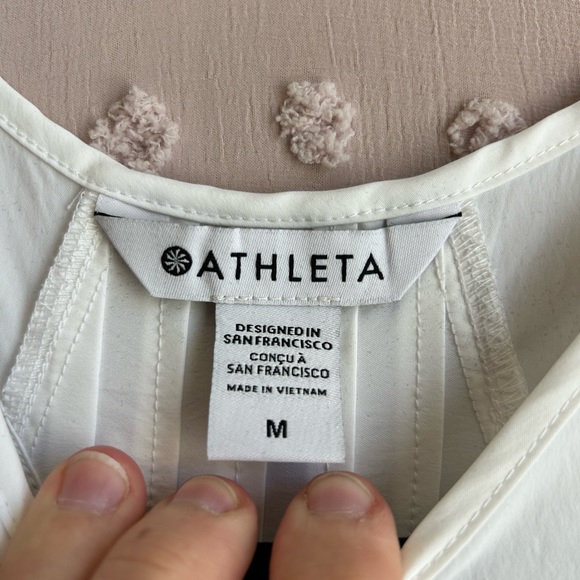 ATHLETA
DESIGNED IN
SAN FRANCISCO
CONÇU À
SAN FRANCISCO
MADE IN VIETNAM
M